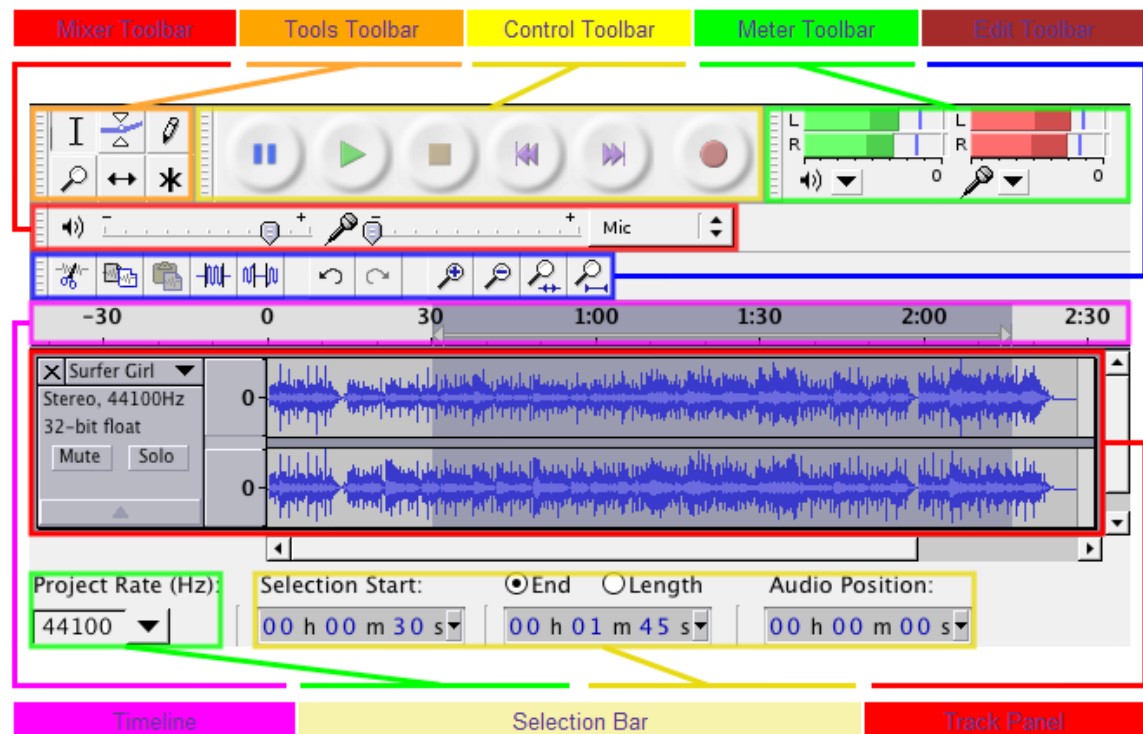 Mixer Toolbar Tools Toolbar Control Toolbar Meter Toolbar Edit Toolbar
L L
R R
0 0
- + - + Mic
-30 0 30 1:00 1:30 2:00 2:30
Surfer Girl
Stereo, 44100Hz
32-bit float
Mute Solo
0
0
Project Rate (Hz): Selection Start: End Length Audio Position:
44100 00 h 00 m 30 s 00 h 01 m 45 s 00 h 00 m 00 s
Timeline Selection Bar Track Panel